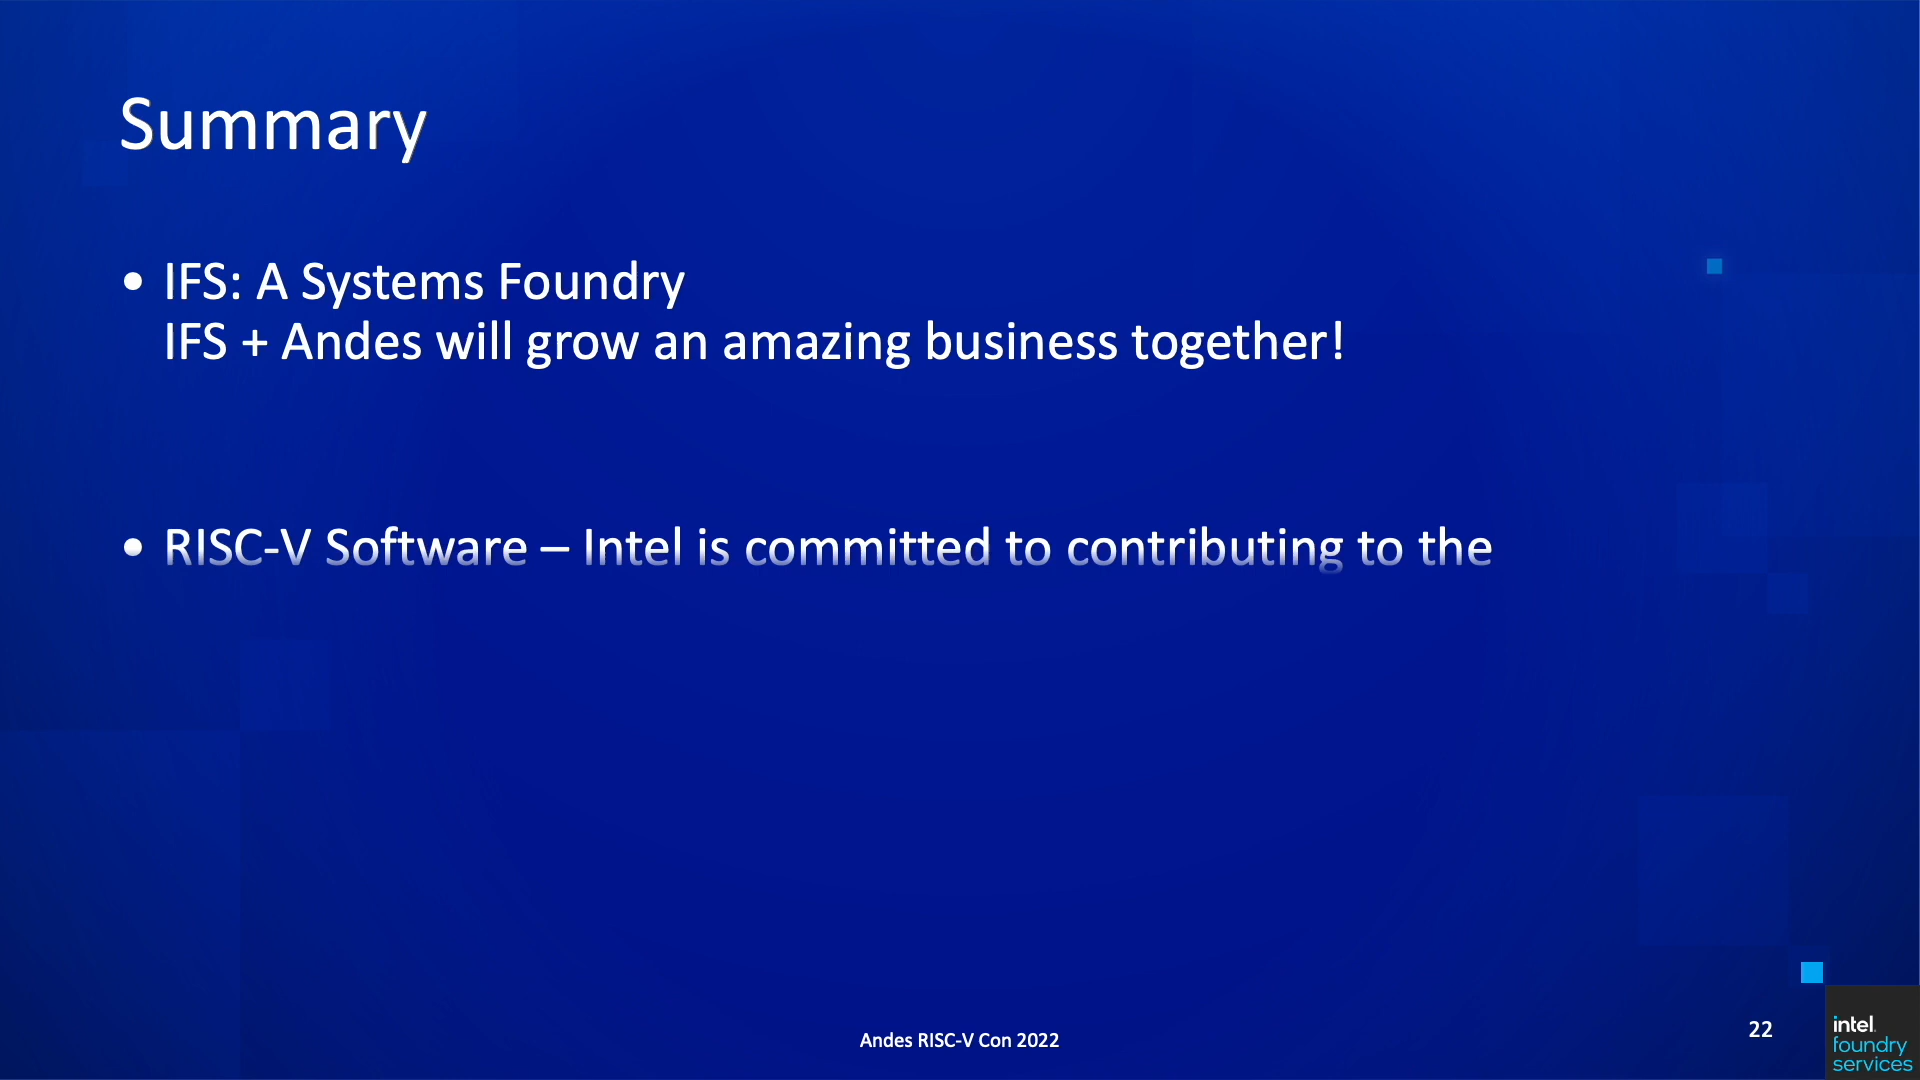 Summary
• IFS: A Systems Foundry
IFS + Andes will grow an amazing business together!
• RISC-V Software – Intel is committed to contributing to the
Andes RISC-V Con 2022
22
intel.
foundry
services